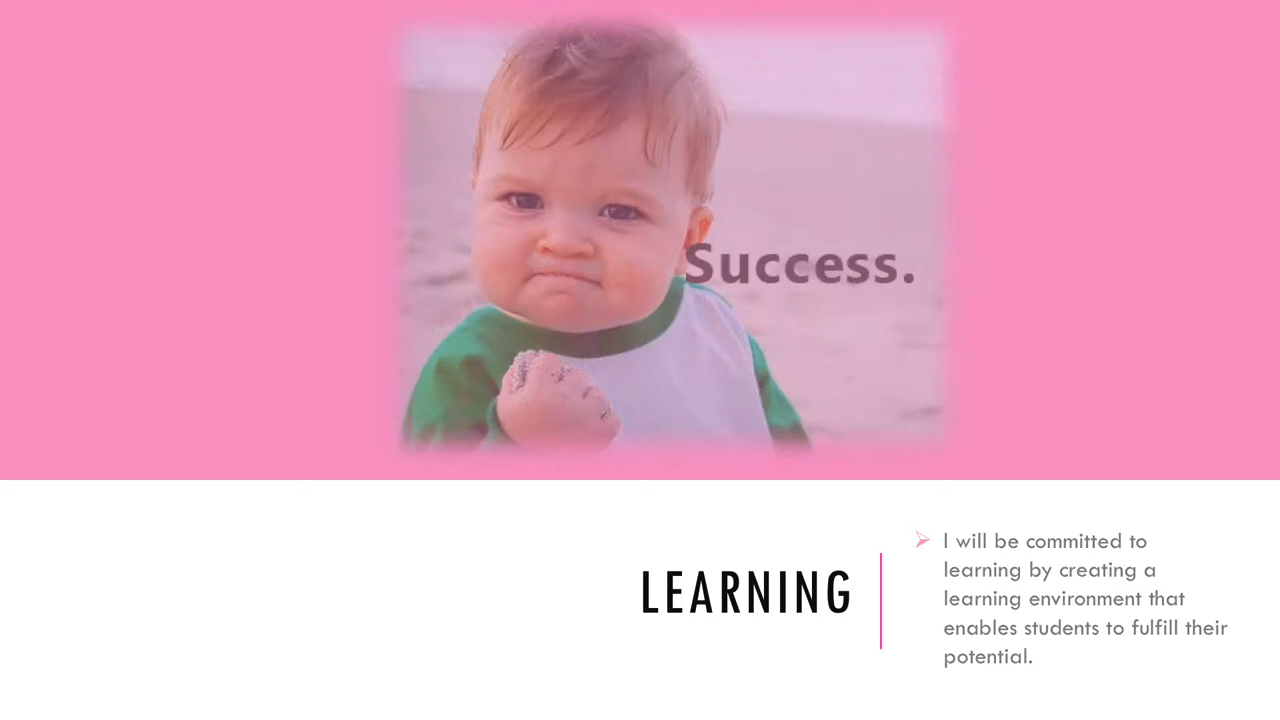 Success.
LEARNING
I will be committed to
learning by creating a
learning environment that
enables students to fulfill their
potential.